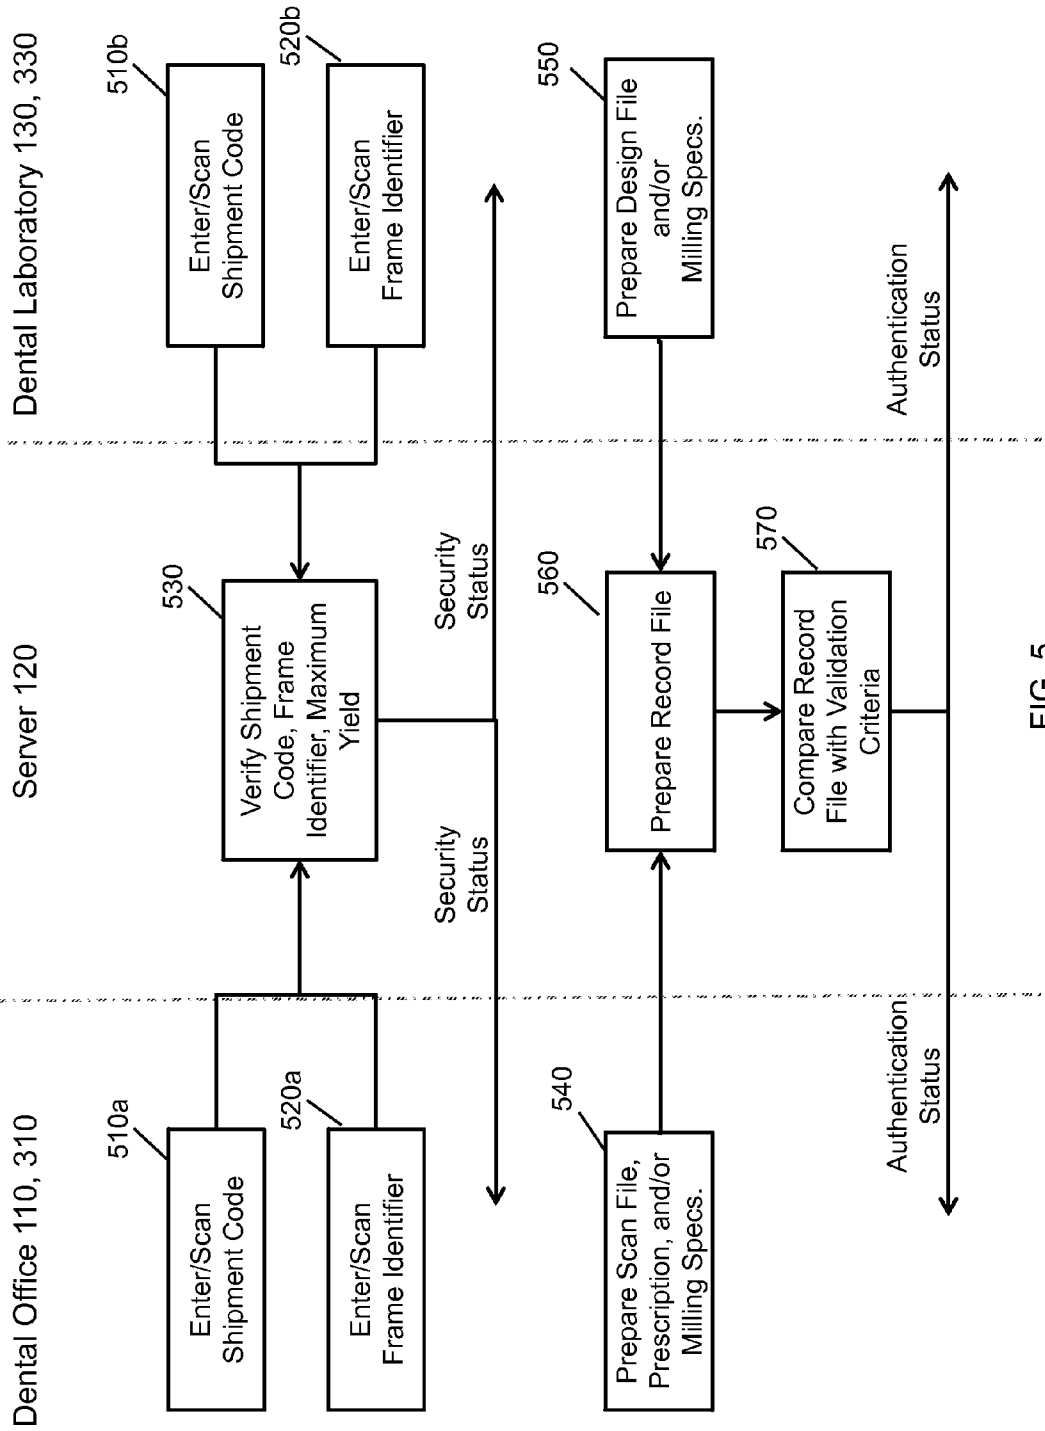 Dental Office 110, 310
Server 120
Dental Laboratory 130, 330
510a
Enter/Scan
Shipment Code
520a
Enter/Scan
Frame Identifier
530
Verify Shipment
Code, Frame
Identifier, Maximum
Yield
510b
Enter/Scan
Shipment Code
520b
Enter/Scan
Frame Identifier
Security
Status
Security
Status
540
Prepare Scan File,
Prescription, and/or
Milling Specs.
560
Prepare Record File
550
Prepare Design File
and/or
Milling Specs.
570
Compare Record
File with Validation
Criteria
Authentication
Status
Authentication
Status
FIG. 5